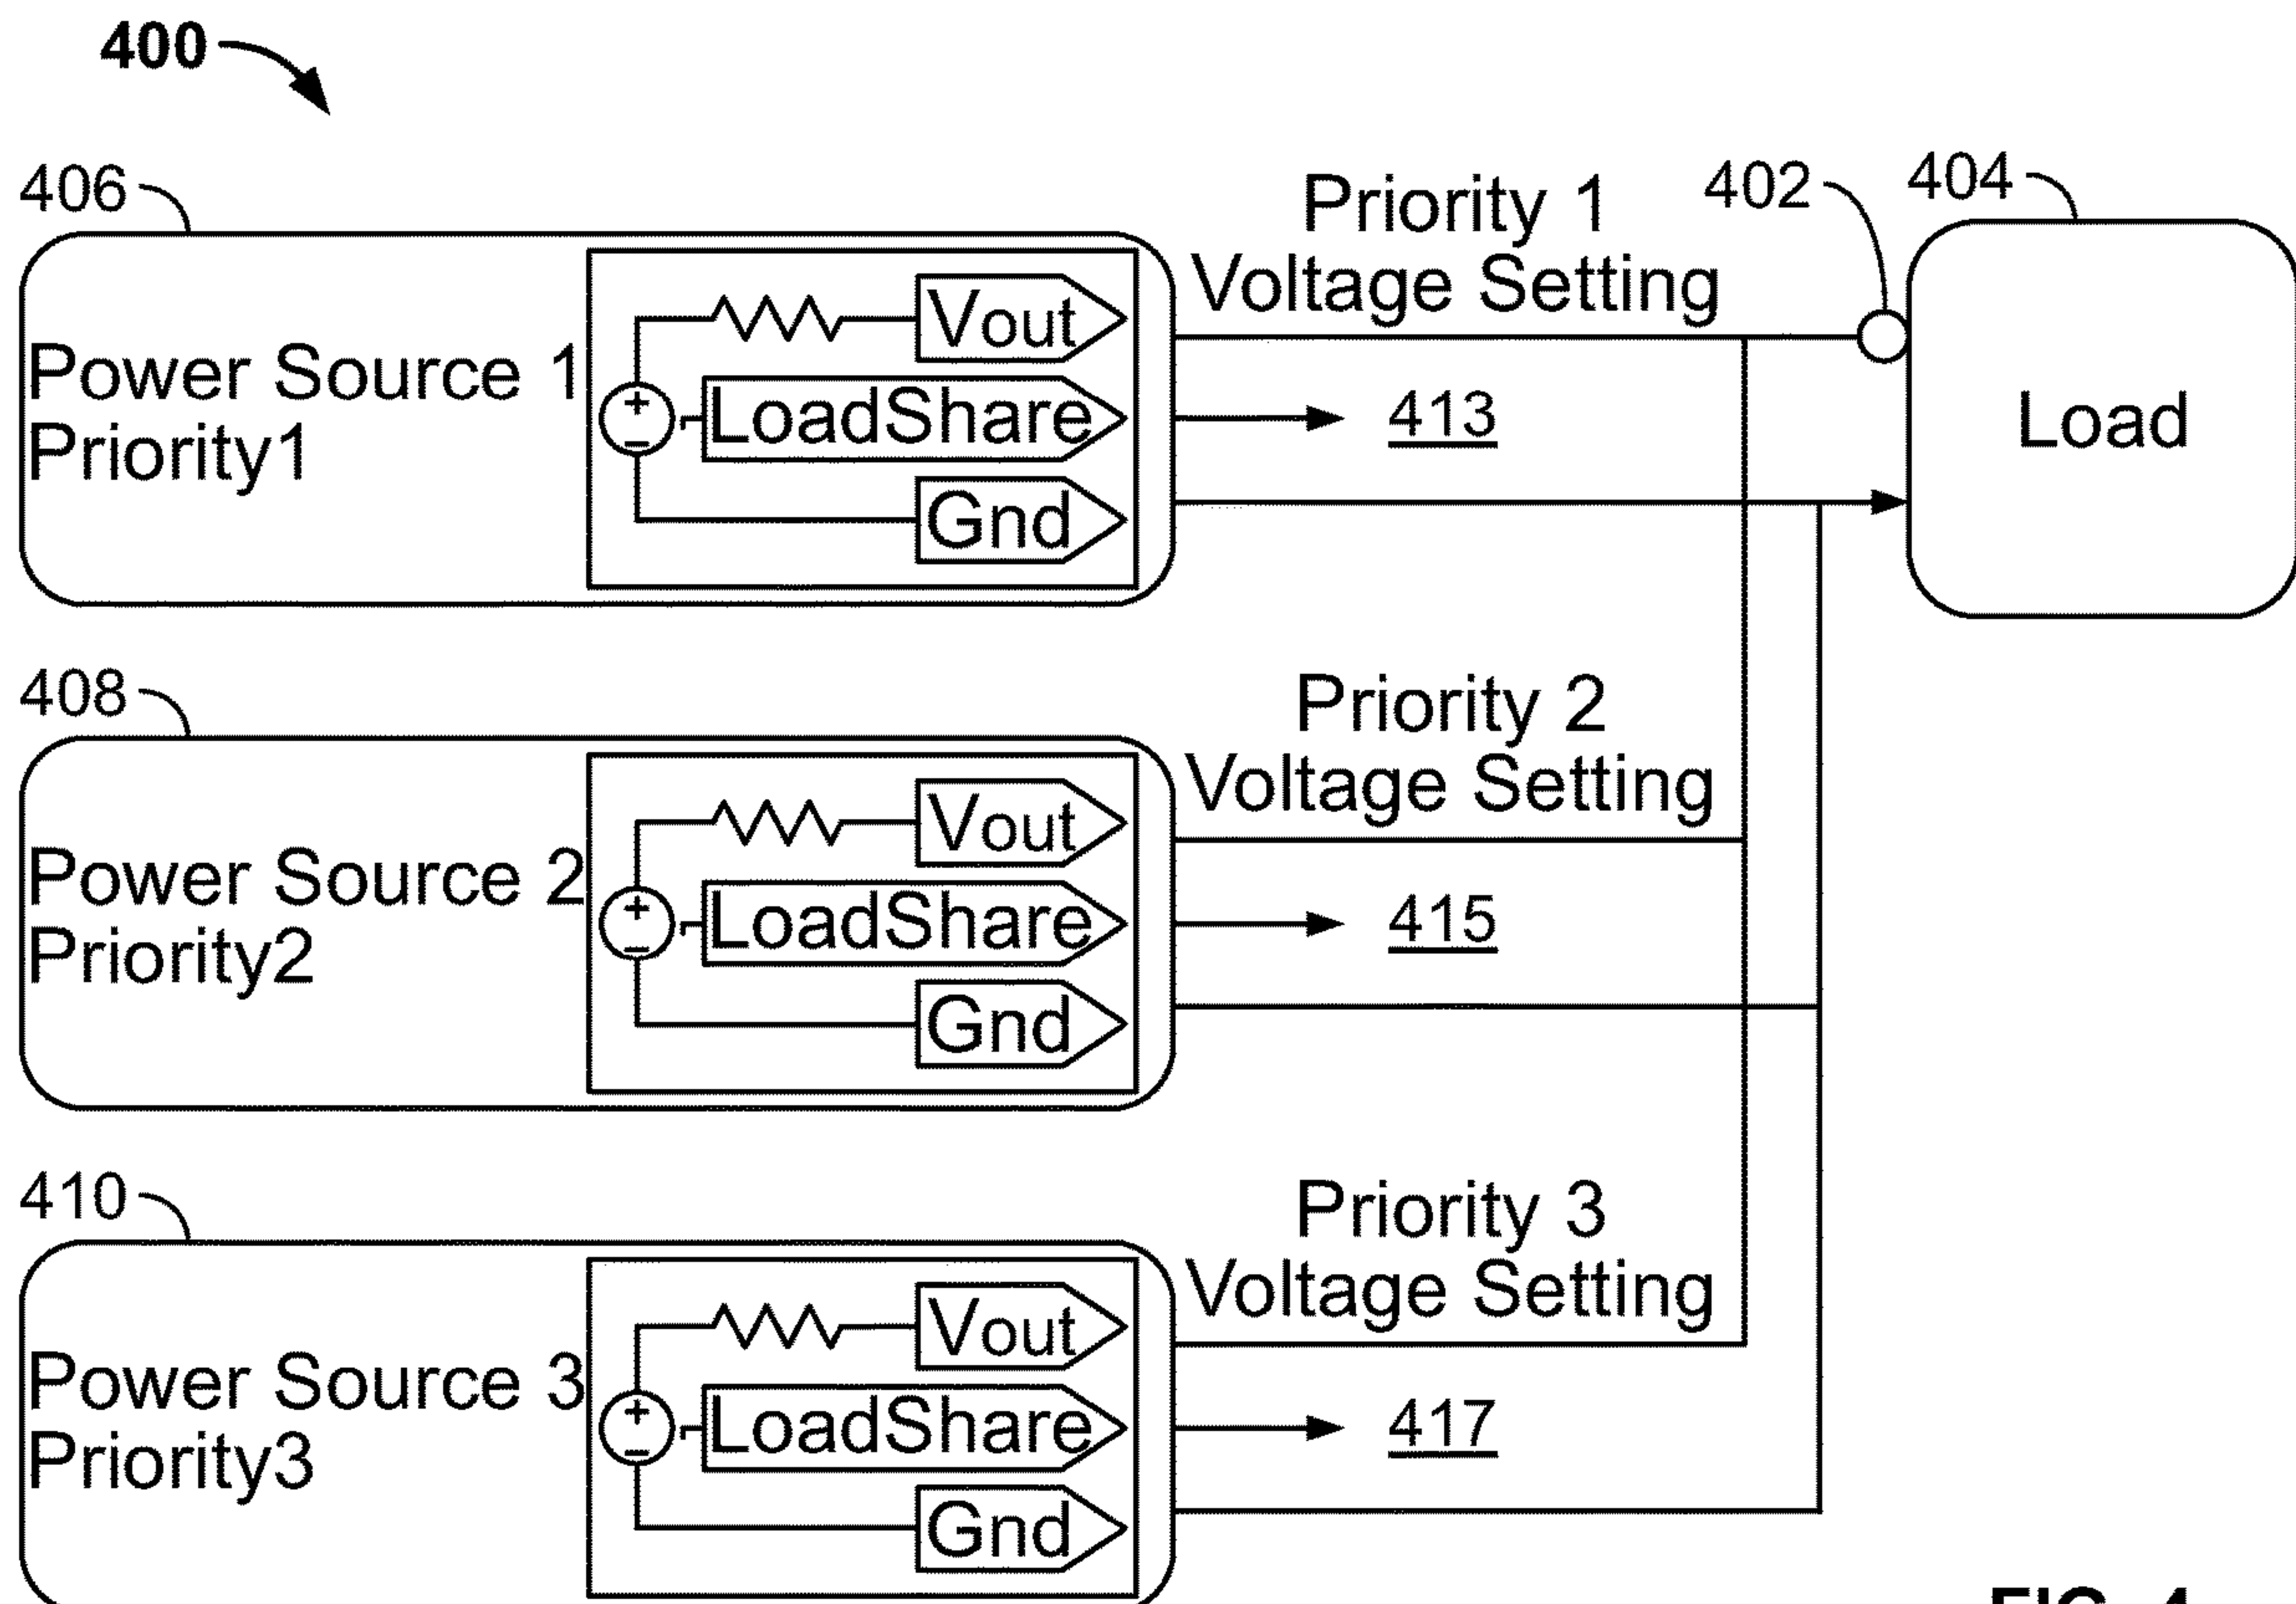 400
406
Power Source 1
Priority1
Vout
LoadShare
Gnd
Priority 1
Voltage Setting
413
402
404
Load
408
Power Source 2
Priority2
Vout
LoadShare
Gnd
Priority 2
Voltage Setting
415
410
Power Source 3
Priority3
Vout
LoadShare
Gnd
Priority 3
Voltage Setting
417
FIG. 4